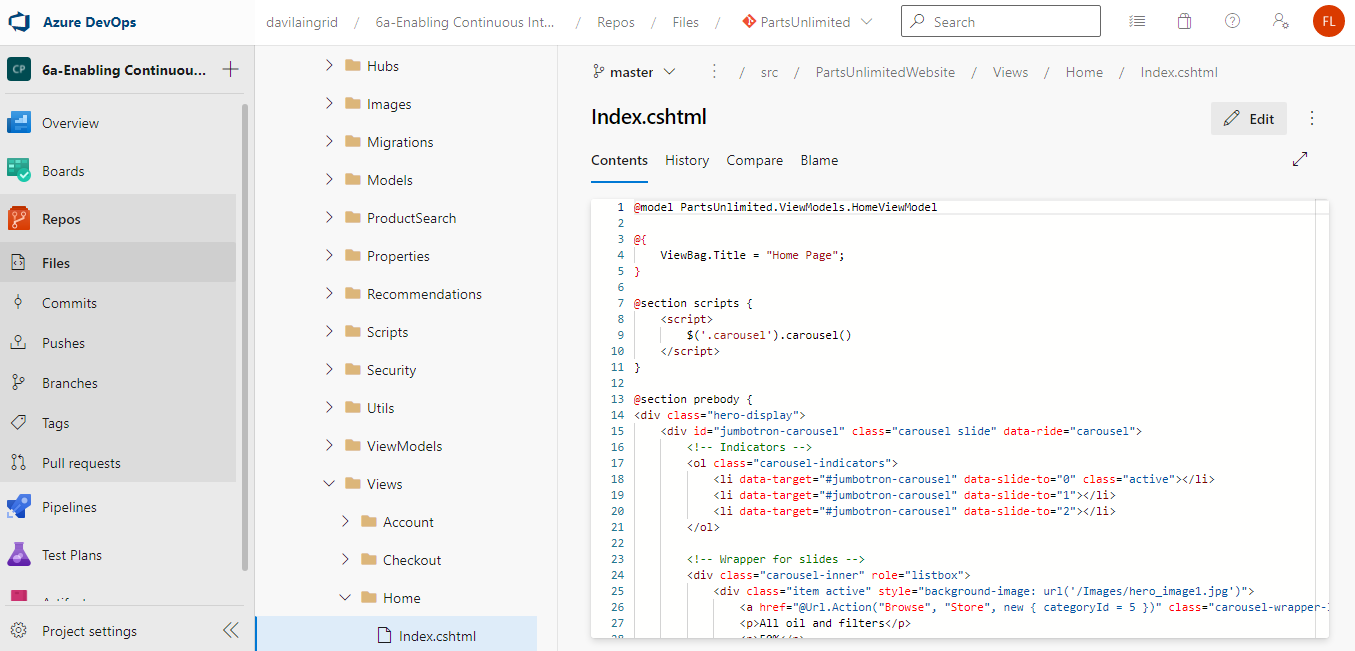 Azure DevOps
davilaingrid / 6a-Enabling Continuous Int... / Repos / Files / PartsUnlimited
Search
FL
CP
6a-Enabling Continuou...
Overview
Boards
Repos
Files
Commits
Pushes
Branches
Tags
Pull requests
Pipelines
Test Plans
Project settings
Hubs
Images
Migrations
Models
ProductSearch
Properties
Recommendations
Scripts
Security
Utils
ViewModels
Views
Account
Checkout
Home
Index.cshtml
master / src / PartsUnlimitedWebsite / Views / Home / Index.cshtml
Index.cshtml
Edit
Contents History Compare Blame
1 @model PartsUnlimited.ViewModels.HomeViewModel
2
3 @{
4 ViewBag.Title = "Home Page";
5 }
6
7 @section scripts {
8 <script>
9 $('.carousel').carousel()
10 </script>
11 }
12
13 @section prebody {
14 <div class="hero-display">
15 <div id="jumbotron-carousel" class="carousel slide" data-ride="carousel">
16 <!-- Indicators -->
17 <ol class="carousel-indicators">
18 <li data-target="#jumbotron-carousel" data-slide-to="0" class="active"></li>
19 <li data-target="#jumbotron-carousel" data-slide-to="1"></li>
20 <li data-target="#jumbotron-carousel" data-slide-to="2"></li>
21 </ol>
22
23 <!-- Wrapper for slides -->
24 <div class="carousel-inner" role="listbox">
25 <div class="item active" style="background-image: url('/Images/hero_image1.jpg')">
26 <a href="@Url.Action("Browse", "Store", new { categoryId = 5 })" class="carousel-wrapper-
27 <p>All oil and filters</p>